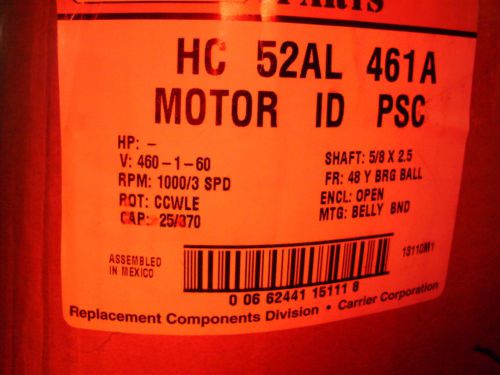 PARTS
HC 52AL 461A
MOTOR ID PSC
HP: -
V: 460-1-60
RPM: 1000/3 SPD
ROT: CCWLE
CAP: 25/370
SHAFT: 5/8 X 2.5
FR: 48 Y BRG BALL
ENCL: OPEN
MTG: BELLY BND
ASSEMBLED
IN MEXICO
13110M1
0 06 62441 15111 8
Replacement Components Division • Carrier Corporation